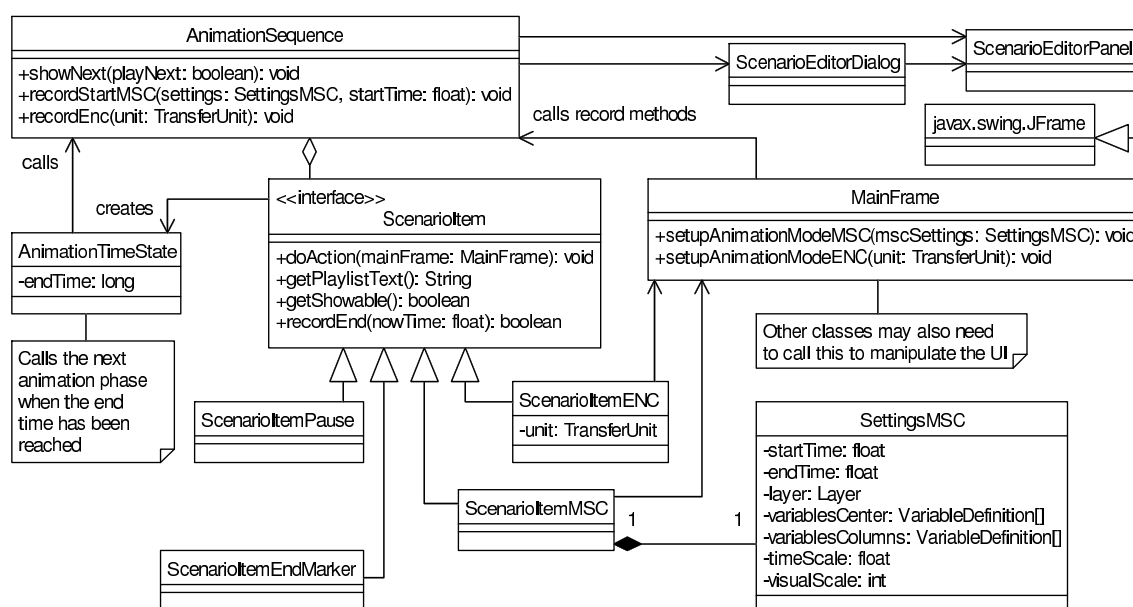 AnimationSequence
+showNext(playNext: boolean): void
+recordStartMSC(settings: SettingsMSC, startTime: float): void
+recordEnc(unit: TransferUnit): void
ScenarioEditorDialog
ScenarioEditorPanel
javax.swing.JFrame
calls record methods
calls
creates
AnimationTimeState
-endTime: long
Calls the next
animation phase
when the end
time has been
reached
<<interface>>
ScenarioItem
+doAction(mainFrame: MainFrame): void
+getPlaylistText(): String
+getShowable(): boolean
+recordEnd(nowTime: float): boolean
MainFrame
+setupAnimationModeMSC(mscSettings: SettingsMSC): void
+setupAnimationModeENC(unit: TransferUnit): void
Other classes may also need
to call this to manipulate the UI
ScenarioItemPause
ScenarioItemENC
-unit: TransferUnit
ScenarioItemMSC
1
1
SettingsMSC
-startTime: float
-endTime: float
-layer: Layer
-variablesCenter: VariableDefinition[]
-variablesColumns: VariableDefinition[]
-timeScale: float
-visualScale: int
ScenarioItemEndMarker